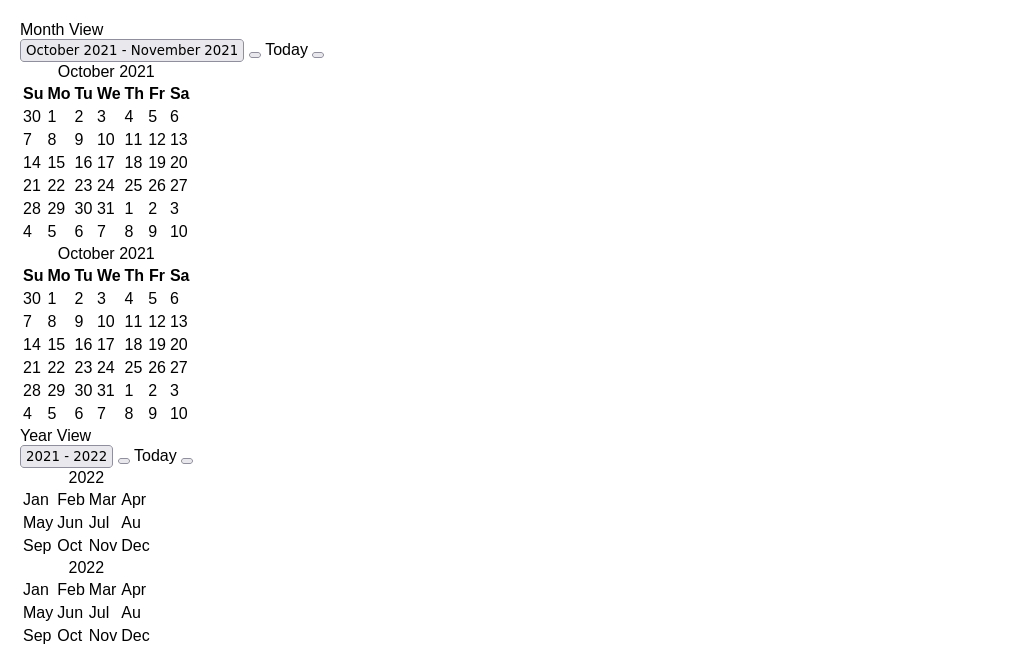 Month View
October 2021 - November 2021 Today
October 2021
Su Mo Tu We Th Fr Sa
30 1 2 3 4 5 6
7 8 9 10 11 12 13
14 15 16 17 18 19 20
21 22 23 24 25 26 27
28 29 30 31 1 2 3
4 5 6 7 8 9 10
October 2021
Su Mo Tu We Th Fr Sa
30 1 2 3 4 5 6
7 8 9 10 11 12 13
14 15 16 17 18 19 20
21 22 23 24 25 26 27
28 29 30 31 1 2 3
4 5 6 7 8 9 10
Year View
2021 - 2022 Today
2022
Jan Feb Mar Apr
May Jun Jul Au
Sep Oct Nov Dec
2022
Jan Feb Mar Apr
May Jun Jul Au
Sep Oct Nov Dec